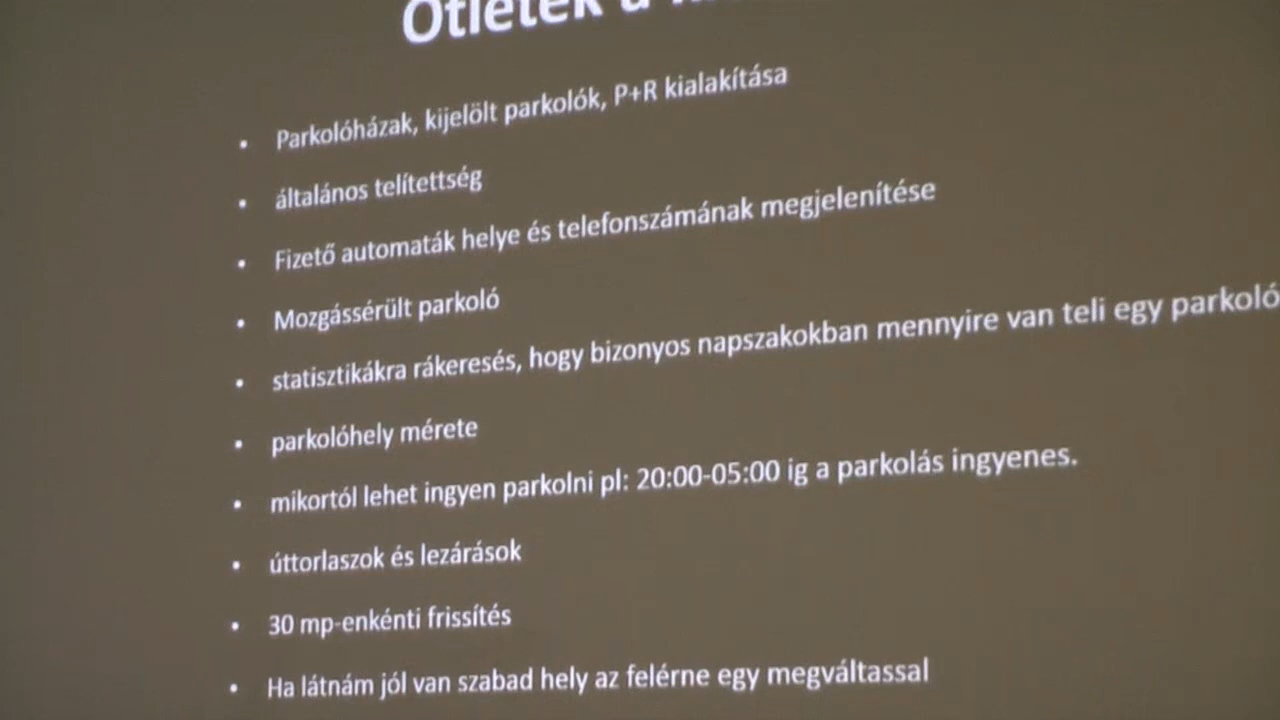 Ötletek a
• Parkolóházak, kijelölt parkolók, P+R kialakítása
• általános telítettség
• Fizető automaták helye és telefonszámának megjelenítése
• Mozgássérült parkoló
• statisztikákra rákeresés, hogy bizonyos napszakokban mennyire van teli egy parkoló
• parkolóhely mérete
• mikortól lehet ingyen parkolni pl: 20:00-05:00 ig a parkolás ingyenes.
• úttorlaszok és lezárások
• 30 mp-enkénti frissítés
• Ha látnám jól van szabad hely az felérne egy megváltassal